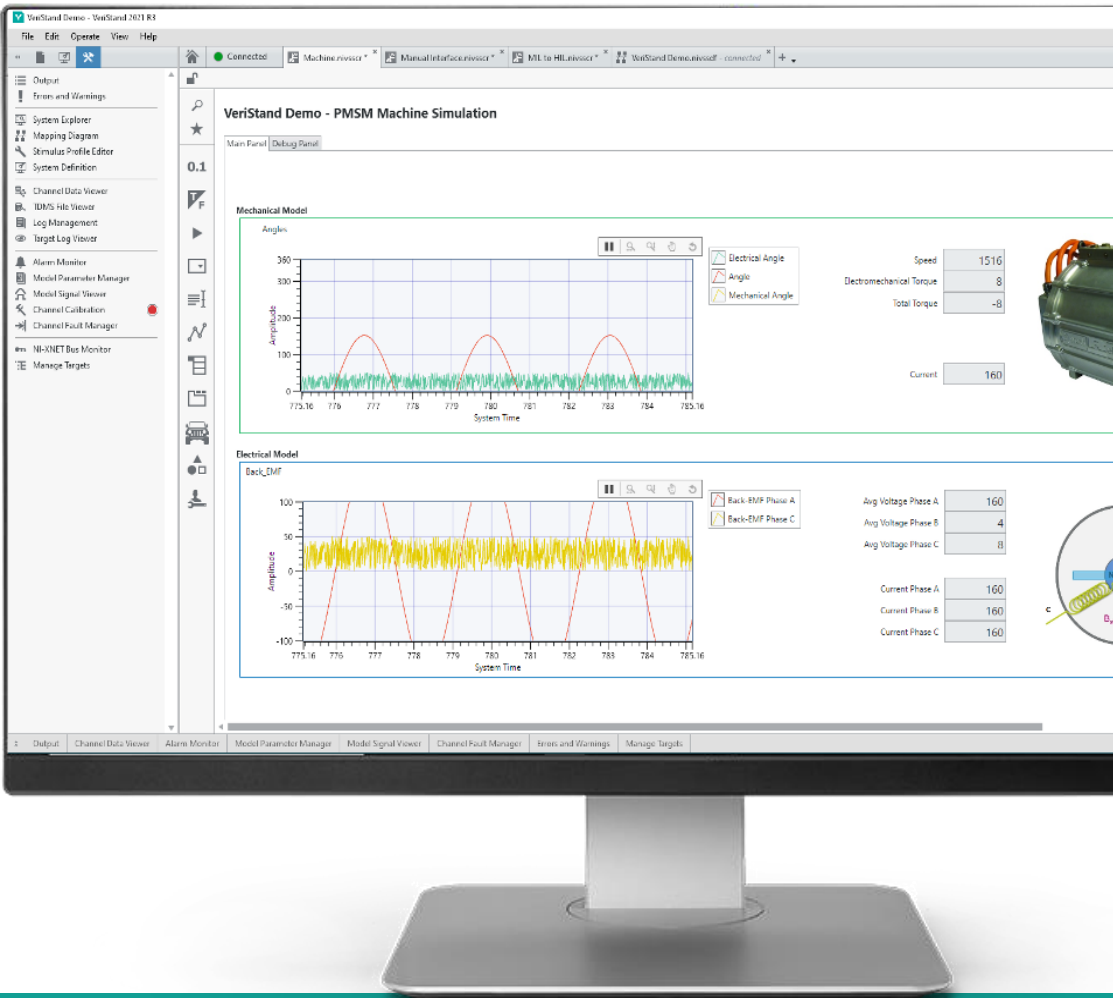 VeriStand Demo - VeriStand 2021 R3
File Edit Operate View Help
Connected Machine.nivsscr * × Manual Interface.nivsscr * × MIL to HIL.nivsscr * × VeriStand Demo.nivssdf - connected × +
Output
Errors and Warnings
System Explorer
Mapping Diagram
Stimulus Profile Editor
System Definition
Channel Data Viewer
TDMS File Viewer
Log Management
Target Log Viewer
Alarm Monitor
Model Parameter Manager
Model Signal Viewer
Channel Calibration
Channel Fault Manager
NI-XNET Bus Monitor
Manage Targets
0.1
T F
VeriStand Demo - PMSM Machine Simulation
Main Panel Debug Panel
Mechanical Model
Angles
Amplitude
360
300
200
100
0
775.16 776 777 778 779 780 781 782 783 784 785.16
System Time
Electrical Angle
Angle
Mechanical Angle
Speed 1516
Electromechanical Torque 8
Total Torque -8
Current 160
Electrical Model
Back_EMF
Amplitude
100
50
0
-50
-100
775.16 776 777 778 779 780 781 782 783 784 785.16
System Time
Back-EMF Phase A
Back-EMF Phase C
Avg Voltage Phase A 160
Avg Voltage Phase B 4
Avg Voltage Phase C 8
Current Phase A 160
Current Phase B 160
Current Phase C 160
C
Output Channel Data Viewer Alarm Monitor Model Parameter Manager Model Signal Viewer Channel Fault Manager Errors and Warnings Manage Targets